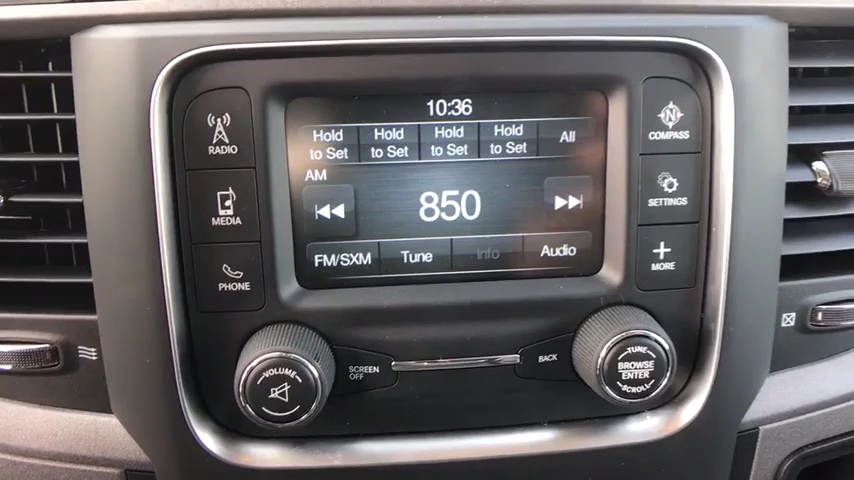 10:36
Hold to Set
Hold to Set
Hold to Set
Hold to Set
All
AM
850
FM/SXM
Tune
Info
Audio
RADIO
MEDIA
PHONE
N
COMPASS
SETTINGS
MORE
VOLUME
SCREEN OFF
BACK
TUNE
BROWSE
ENTER
SCROLL